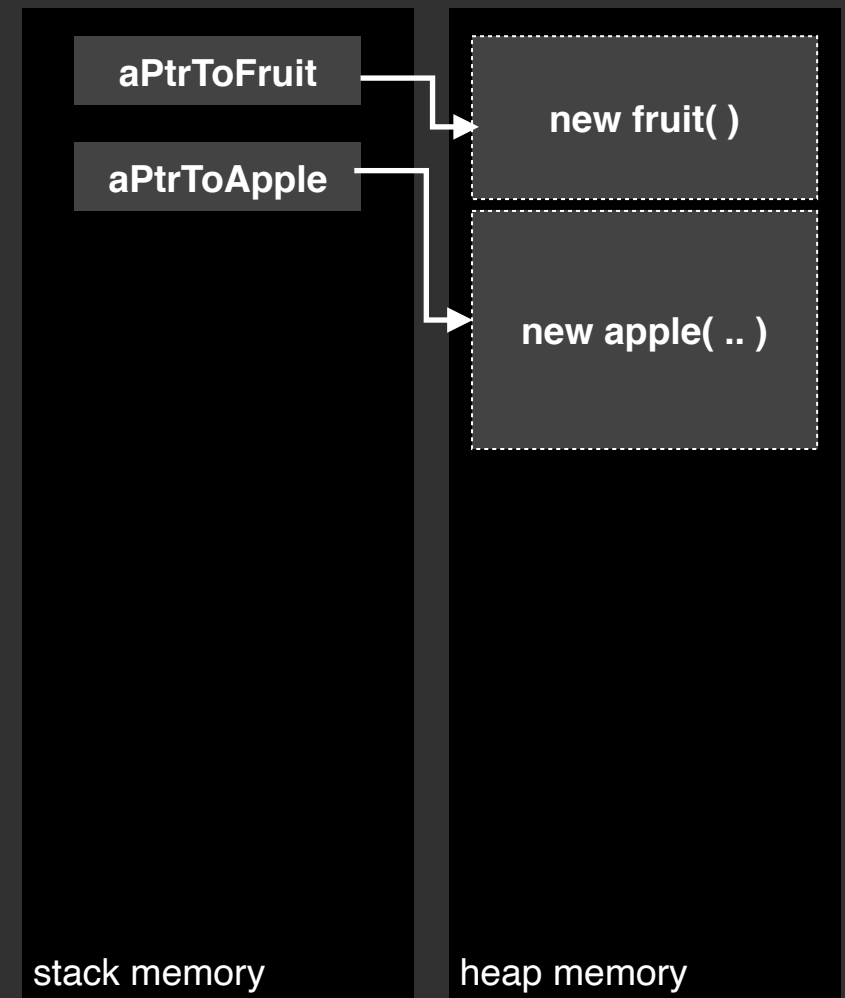 aPtrToFruit
new fruit( )
aPtrToApple
new apple( .. )
stack memory
heap memory